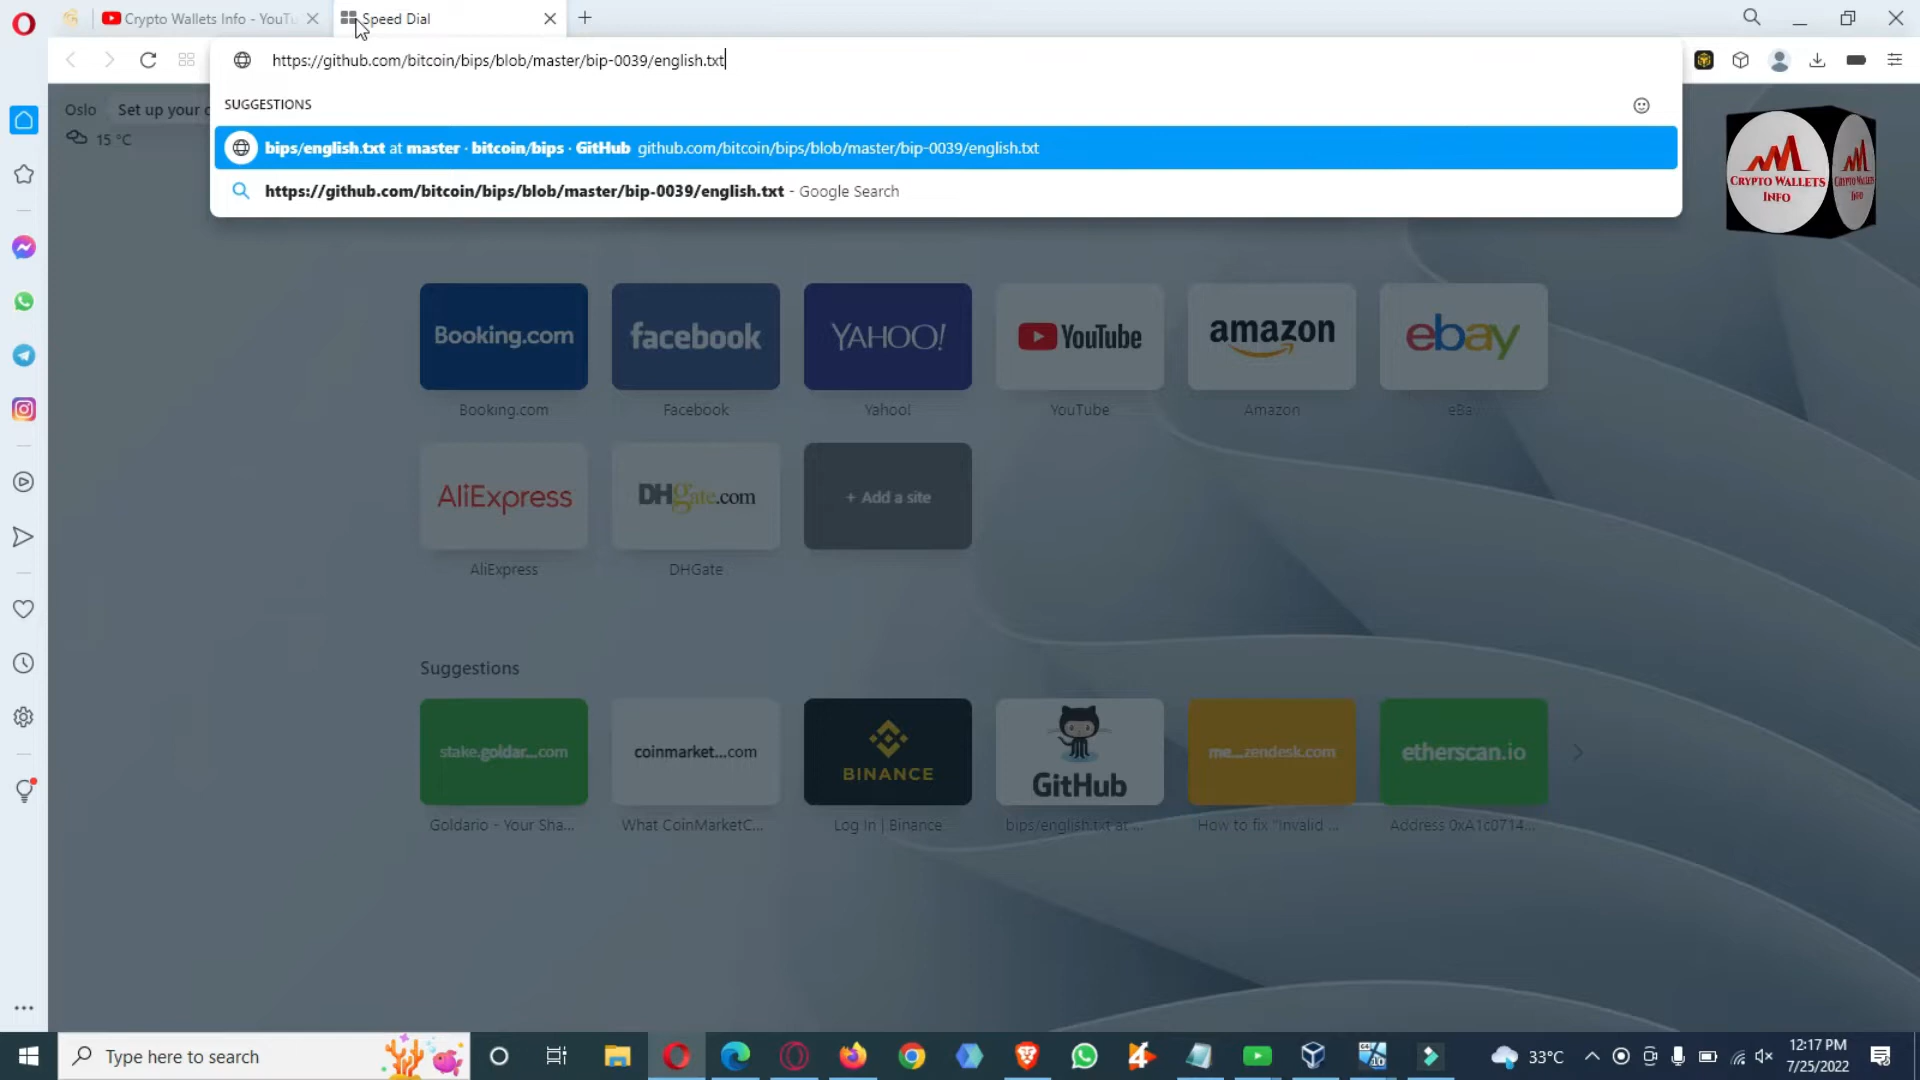 Crypto Wallets Info - YouTu
Speed Dial
https://github.com/bitcoin/bips/blob/master/bip-0039/english.txt
SUGGESTIONS
bips/english.txt at master · bitcoin/bips · GitHub github.com/bitcoin/bips/blob/master/bip-0039/english.txt
https://github.com/bitcoin/bips/blob/master/bip-0039/english.txt - Google Search
Oslo
Set up your
15 °C
CRYPTO WALLETS
INFO
CRYPTO WALLETS
INFO
Booking.com
facebook
YAHOO!
YouTube
amazon
ebay
Booking.com
Facebook
Yahoo!
YouTube
Amazon
eBay
AliExpress
DHgate.com
+ Add a site
AliExpress
DHGate
Suggestions
stake.goldar...com
coinmarket...com
BINANCE
GitHub
me...zendesk.com
etherscan.io
Goldario - Your Sha...
What CoinMarketC...
Log In | Binance
bips/english.txt at ...
How to fix "Invalid ...
Address 0xA1c0714...
Type here to search
33°C
12:17 PM
7/25/2022